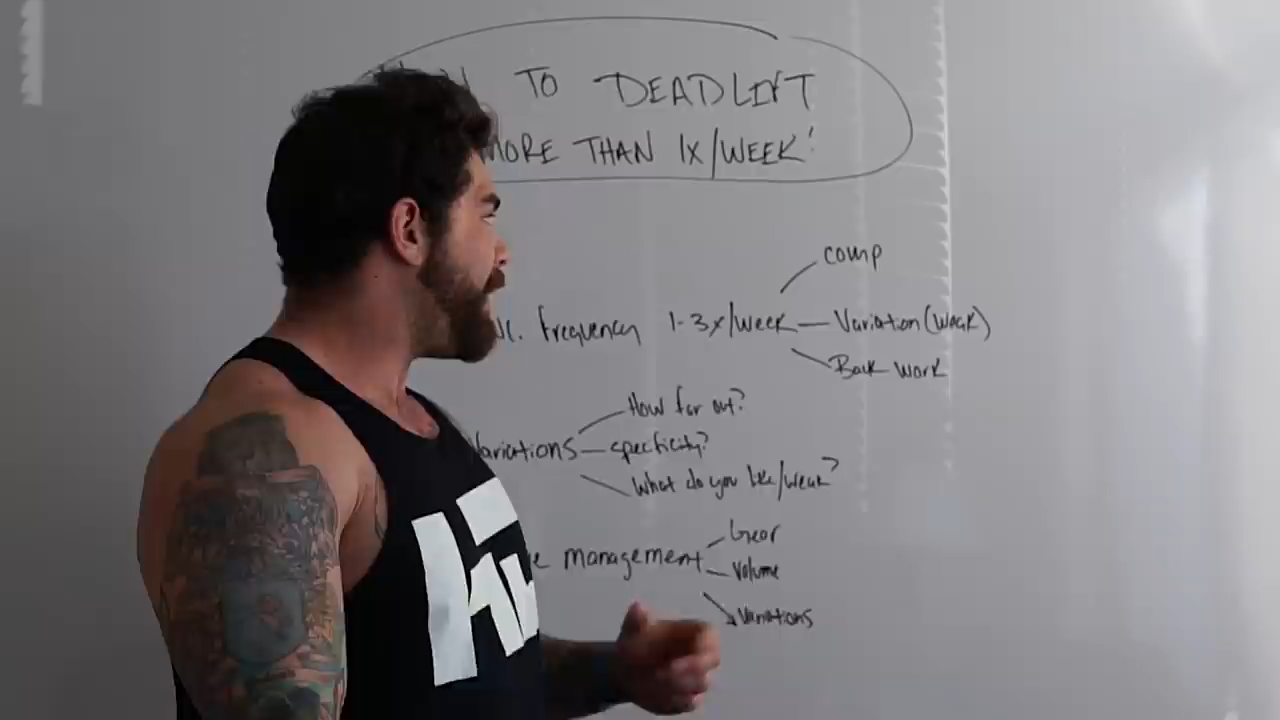 TO DEADLIFT
MORE THAN 1X/WEEK!
comp
frequency 1-3x/week — Variation (weak)
Back work
How far out?
Variations — specificity?
What do you like/weak?
Gear
management — Volume
Variations